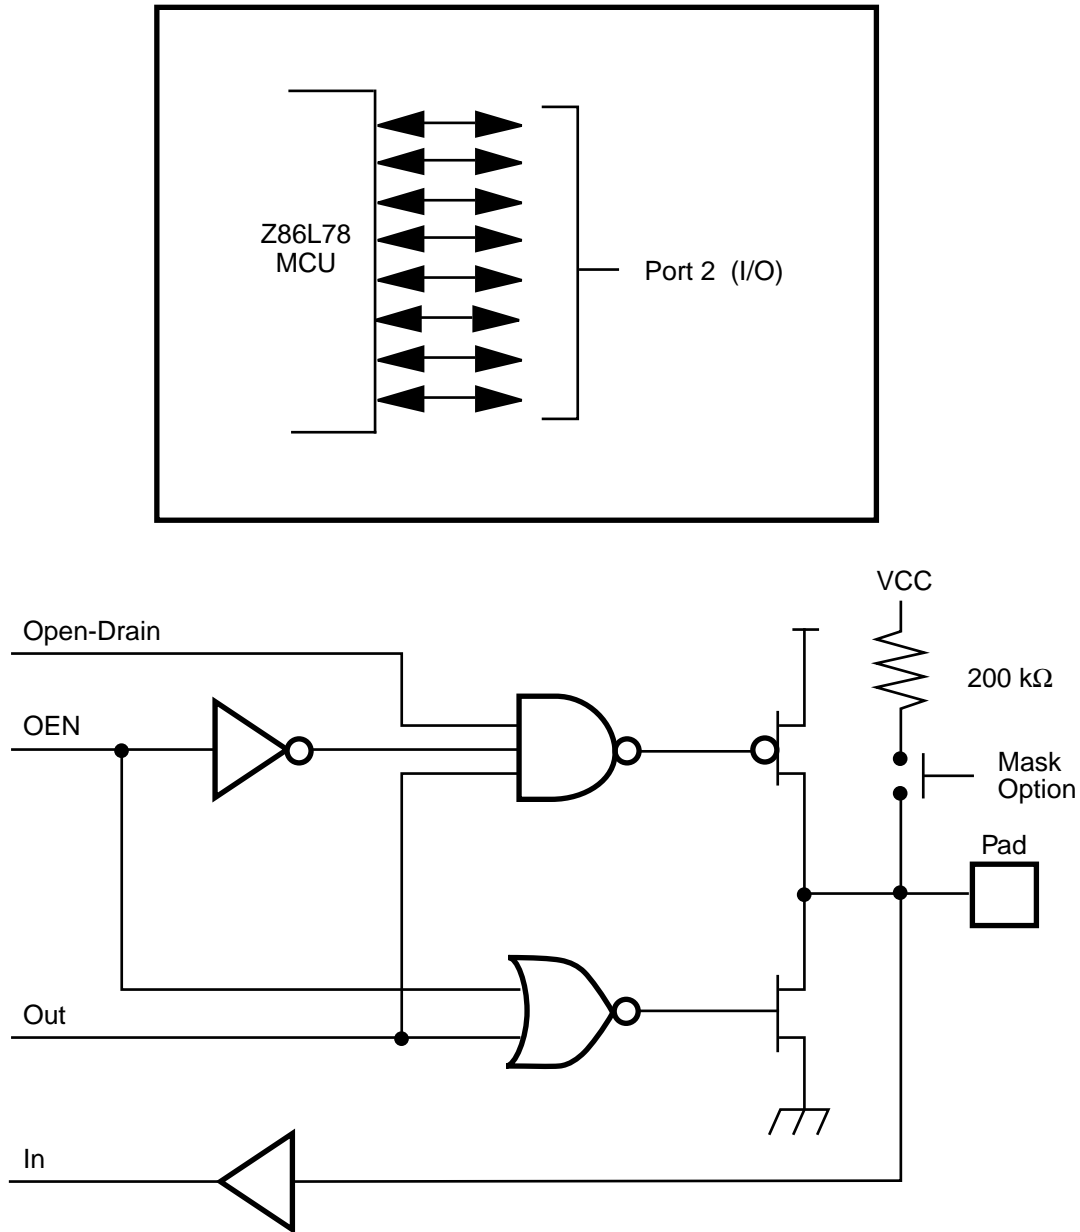 Z86L78
MCU
Port 2 (I/O)
VCC
Open-Drain
200 kΩ
OEN
Mask
Option
Pad
Out
In